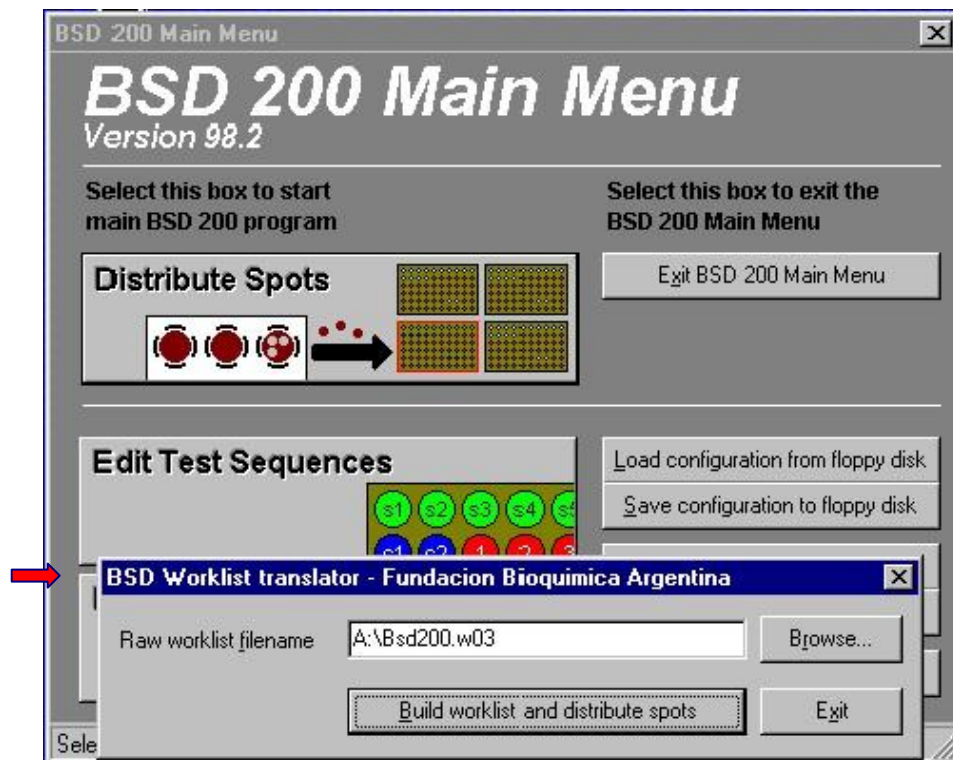 BSD 200 Main Menu
BSD 200 Main Menu
Version 98.2
Select this box to start
main BSD 200 program
Select this box to exit the
BSD 200 Main Menu
Distribute Spots
Exit BSD 200 Main Menu
Edit Test Sequences
Load configuration from floppy disk
Save configuration to floppy disk
s1 s2 s3 s4
c1 c2 1 2 3
BSD Worklist translator - Fundacion Bioquimica Argentina
Raw worklist filename
A:\Bsd200.w03
Browse...
Build worklist and distribute spots
Exit